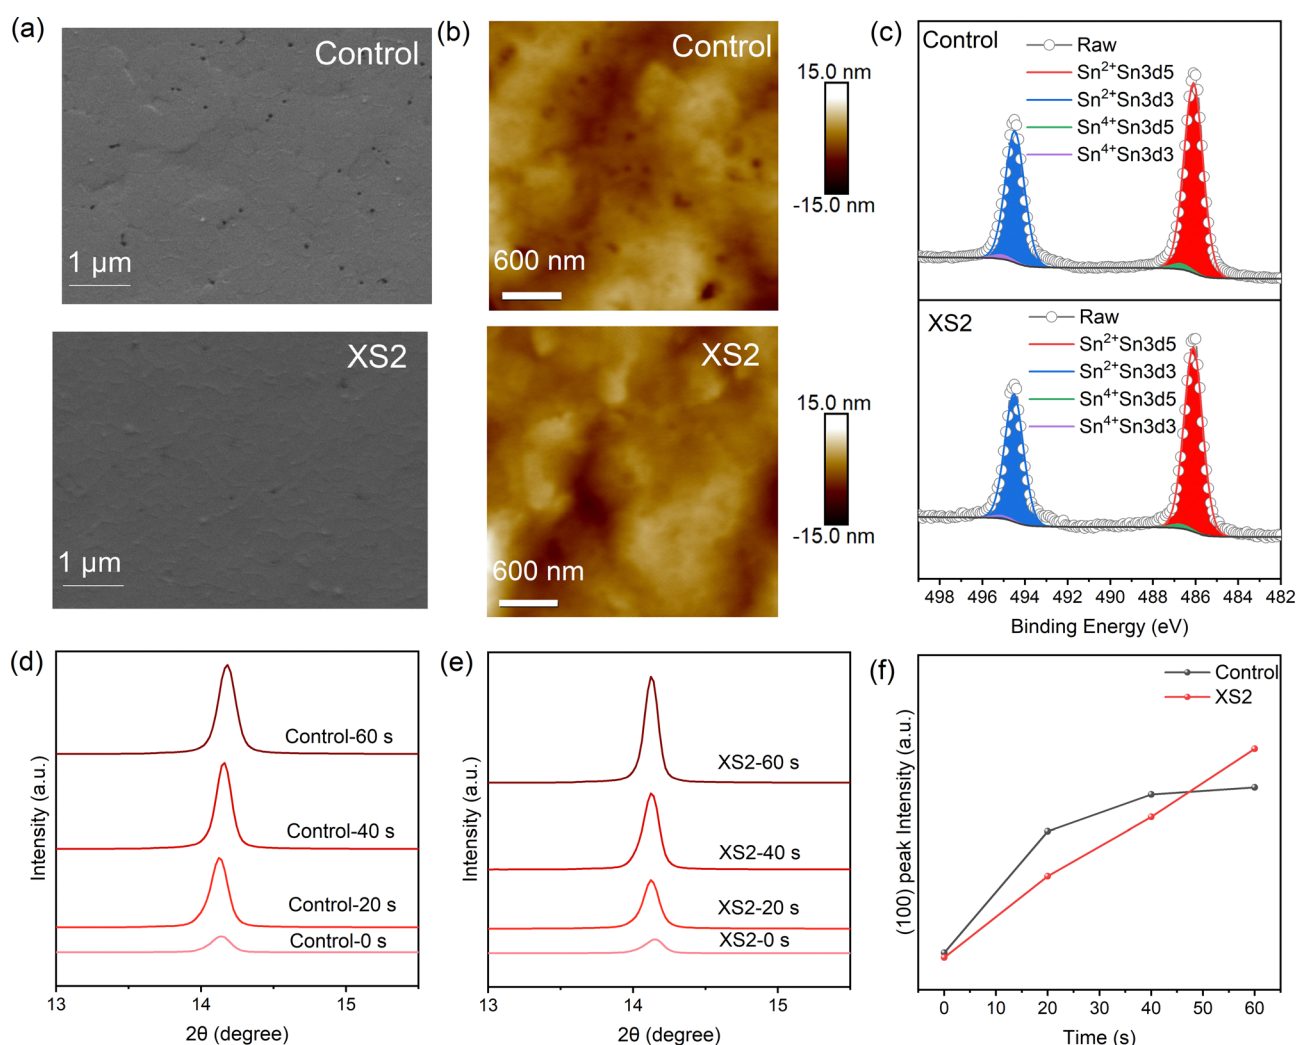 (a)
Control
1 μm
XS2
1 μm
(b)
Control
600 nm
15.0 nm
-15.0 nm
XS2
600 nm
15.0 nm
-15.0 nm
(c)
Control
Raw
Sn²⁺Sn3d5
Sn²⁺Sn3d3
Sn⁴⁺Sn3d5
Sn⁴⁺Sn3d3
XS2
Raw
Sn²⁺Sn3d5
Sn²⁺Sn3d3
Sn⁴⁺Sn3d5
Sn⁴⁺Sn3d3
498 496 494 492 490 488 486 484 482
Binding Energy (eV)
(d)
Intensity (a.u.)
Control-60 s
Control-40 s
Control-20 s
Control-0 s
13 14 15
2θ (degree)
(e)
Intensity (a.u.)
XS2-60 s
XS2-40 s
XS2-20 s
XS2-0 s
13 14 15
2θ (degree)
(f)
(100) peak Intensity (a.u.)
Control
XS2
0 10 20 30 40 50 60
Time (s)